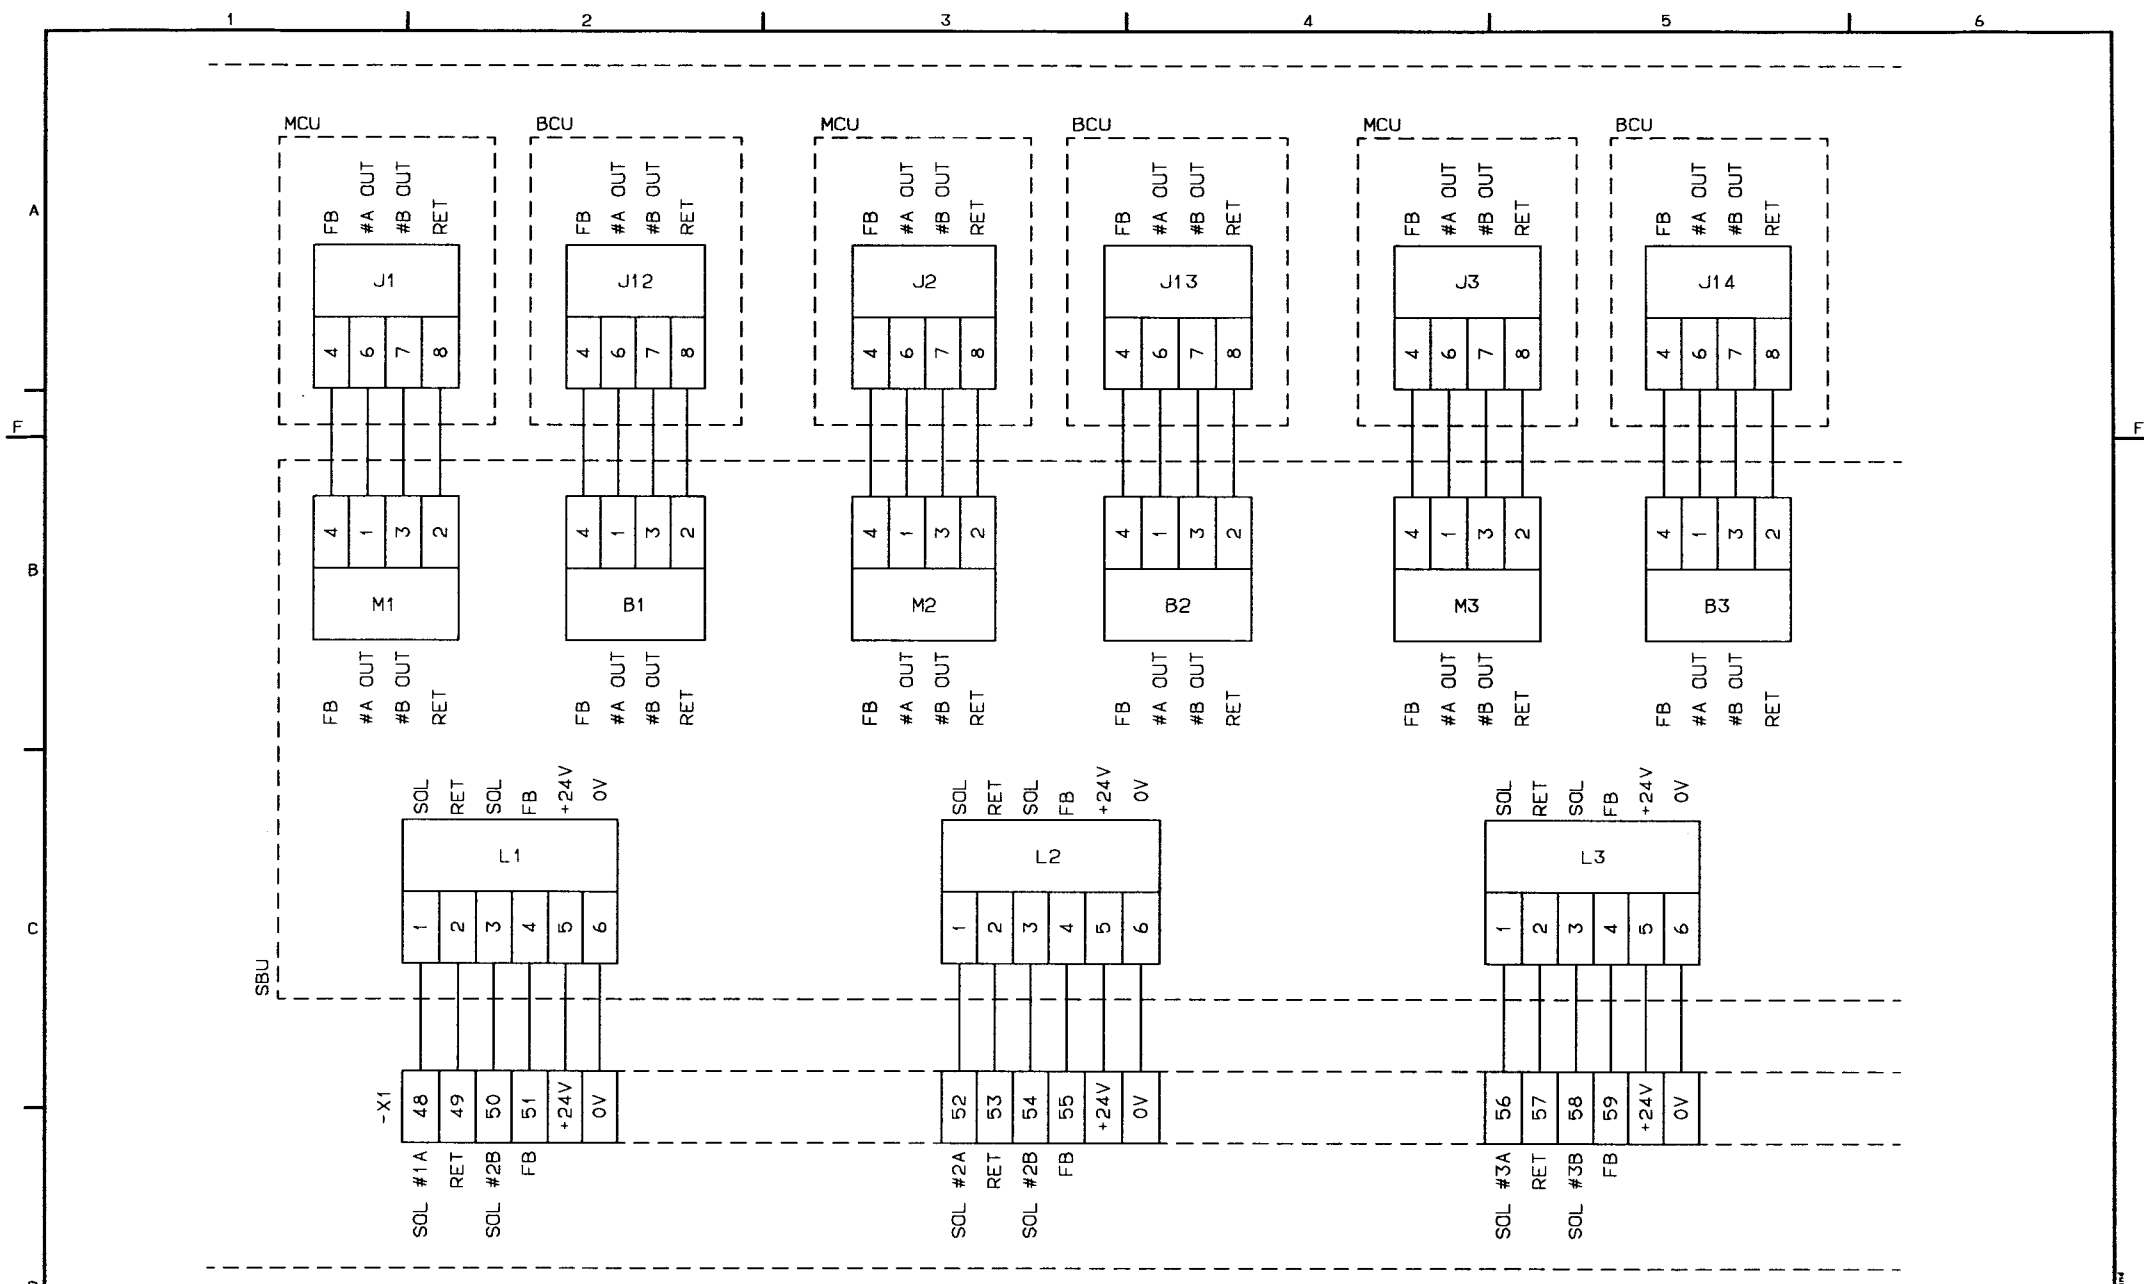 1 2 3 4 5 6
MCU BCU MCU BCU MCU BCU
A
FB #A OUT #B OUT RET FB #A OUT #B OUT RET FB #A OUT #B OUT RET FB #A OUT #B OUT RET FB #A OUT #B OUT RET FB #A OUT #B OUT RET
J1 J12 J2 J13 J3 J14
4 6 7 8 4 6 7 8 4 6 7 8 4 6 7 8 4 6 7 8 4 6 7 8
F F
4 1 3 2 4 1 3 2 4 1 3 2 4 1 3 2 4 1 3 2 4 1 3 2
B
M1 B1 M2 B2 M3 B3
FB #A OUT #B OUT RET FB #A OUT #B OUT RET FB #A OUT #B OUT RET FB #A OUT #B OUT RET FB #A OUT #B OUT RET FB #A OUT #B OUT RET
SOL RET SOL FB +24V 0V SOL RET SOL FB +24V 0V SOL RET SOL FB +24V 0V
L1 L2 L3
C
1 2 3 4 5 6 1 2 3 4 5 6 1 2 3 4 5 6
SBU
-X1
48 49 50 51 +24V 0V 52 53 54 55 +24V 0V 56 57 58 59 +24V 0V
SOL #1A RET SOL #2B FB SOL #2A RET SOL #2B FB SOL #3A RET SOL #3B FB